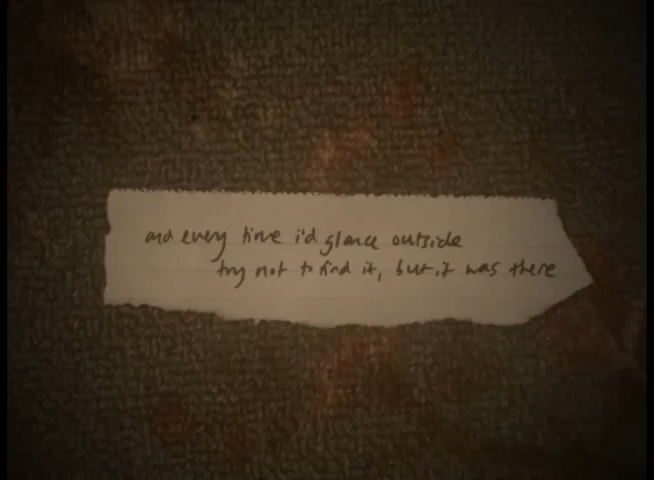 and every time i'd glance outside
try not to find it, but it was there